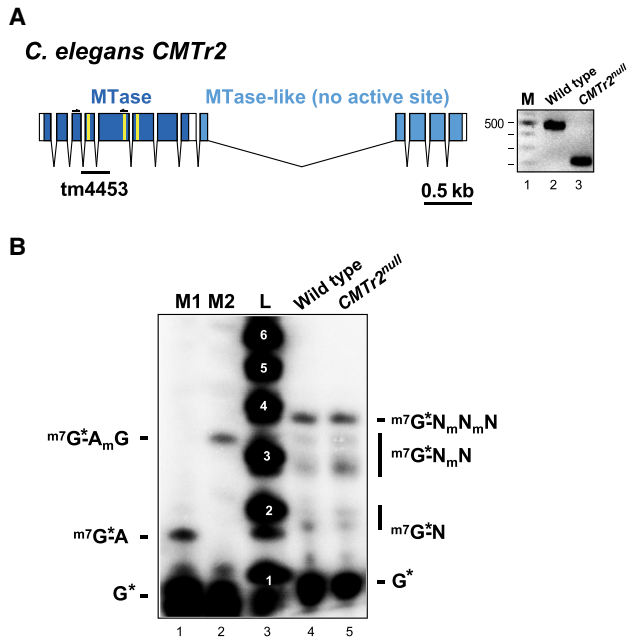 A
C. elegans CMTr2
MTase MTase-like (no active site)
tm4453
0.5 kb
M Wild type CMTr2null
500
1 2 3
B
M1 M2 L Wild type CMTr2null
6
5
4
3
2
1
m7G*-AmG
m7G*-A
G*
m7G*-NmNmN
m7G*-NmN
m7G*-N
G*
1 2 3 4 5